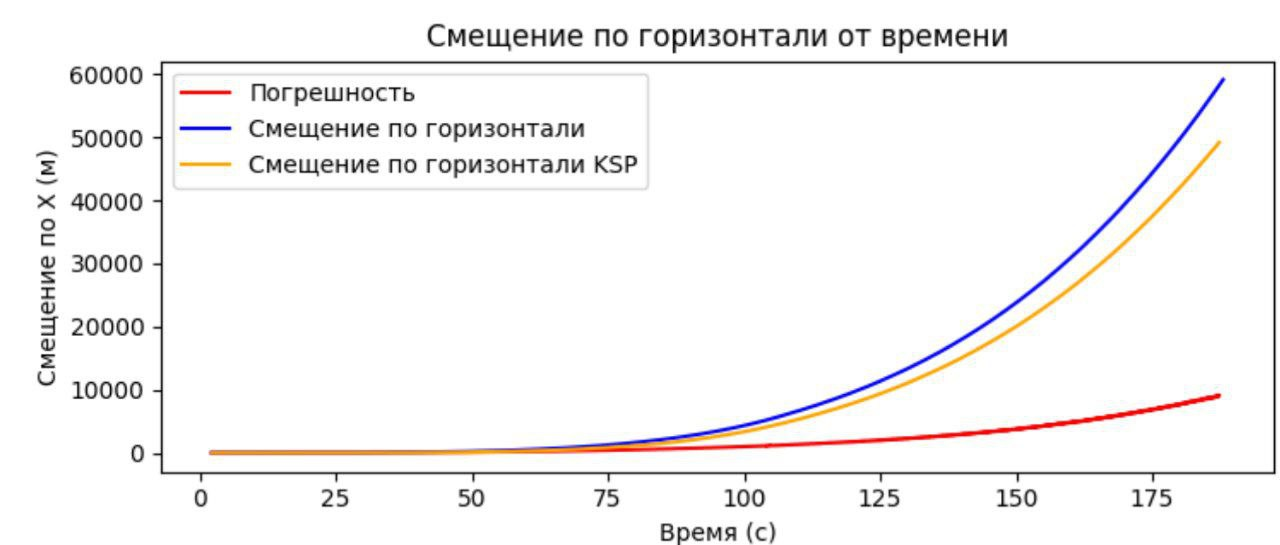 Смещение по горизонтали от времени
60000
50000
40000
30000
20000
10000
0
Смещение по X (м)
Погрешность
Смещение по горизонтали
Смещение по горизонтали KSP
0 25 50 75 100 125 150 175
Время (с)